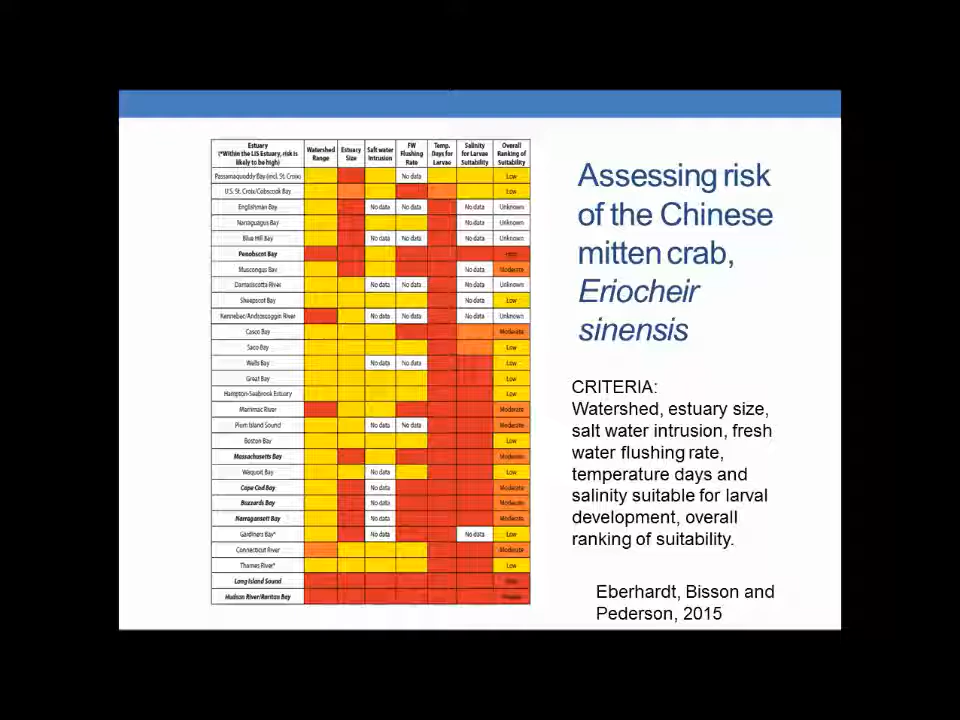 Estuary
(*Within the LIS Estuary, risk is
likely to be high)
Watershed
Range
Estuary
Size
Salt water
Intrusion
FW
Flushing
Rate
Temp.
Days for
Larvae
Salinity
for Larvae
Suitability
Overall
Ranking of
Suitability
Passamaquoddy Bay (incl. St. Croix) No data Low
U.S. St. Croix/Cobscook Bay Low
Englishman Bay No data No data No data Unknown
Narraguagus Bay No data Unknown
Blue Hill Bay No data No data No data Unknown
Penobscot Bay
Muscongus Bay No data Moderate
Damariscotta River No data No data No data Unknown
Sheepscot Bay No data Low
Kennebec/Androscoggin River No data No data No data Unknown
Casco Bay Moderate
Saco Bay Low
Wells Bay No data No data Low
Great Bay Low
Hampton-Seabrook Estuary Low
Merrimac River Moderate
Plum Island Sound No data No data Moderate
Boston Bay Low
Massachusetts Bay Moderate
Waquoit Bay No data Low
Cape Cod Bay No data Moderate
Buzzards Bay No data Moderate
Narragansett Bay No data Moderate
Gardiners Bay* No data No data Low
Connecticut River Moderate
Thames River* Low
Long Island Sound
Hudson River/Raritan Bay
Assessing risk
of the Chinese
mitten crab,
Eriocheir
sinensis
CRITERIA:
Watershed, estuary size,
salt water intrusion, fresh
water flushing rate,
temperature days and
salinity suitable for larval
development, overall
ranking of suitability.
Eberhardt, Bisson and
Pederson, 2015